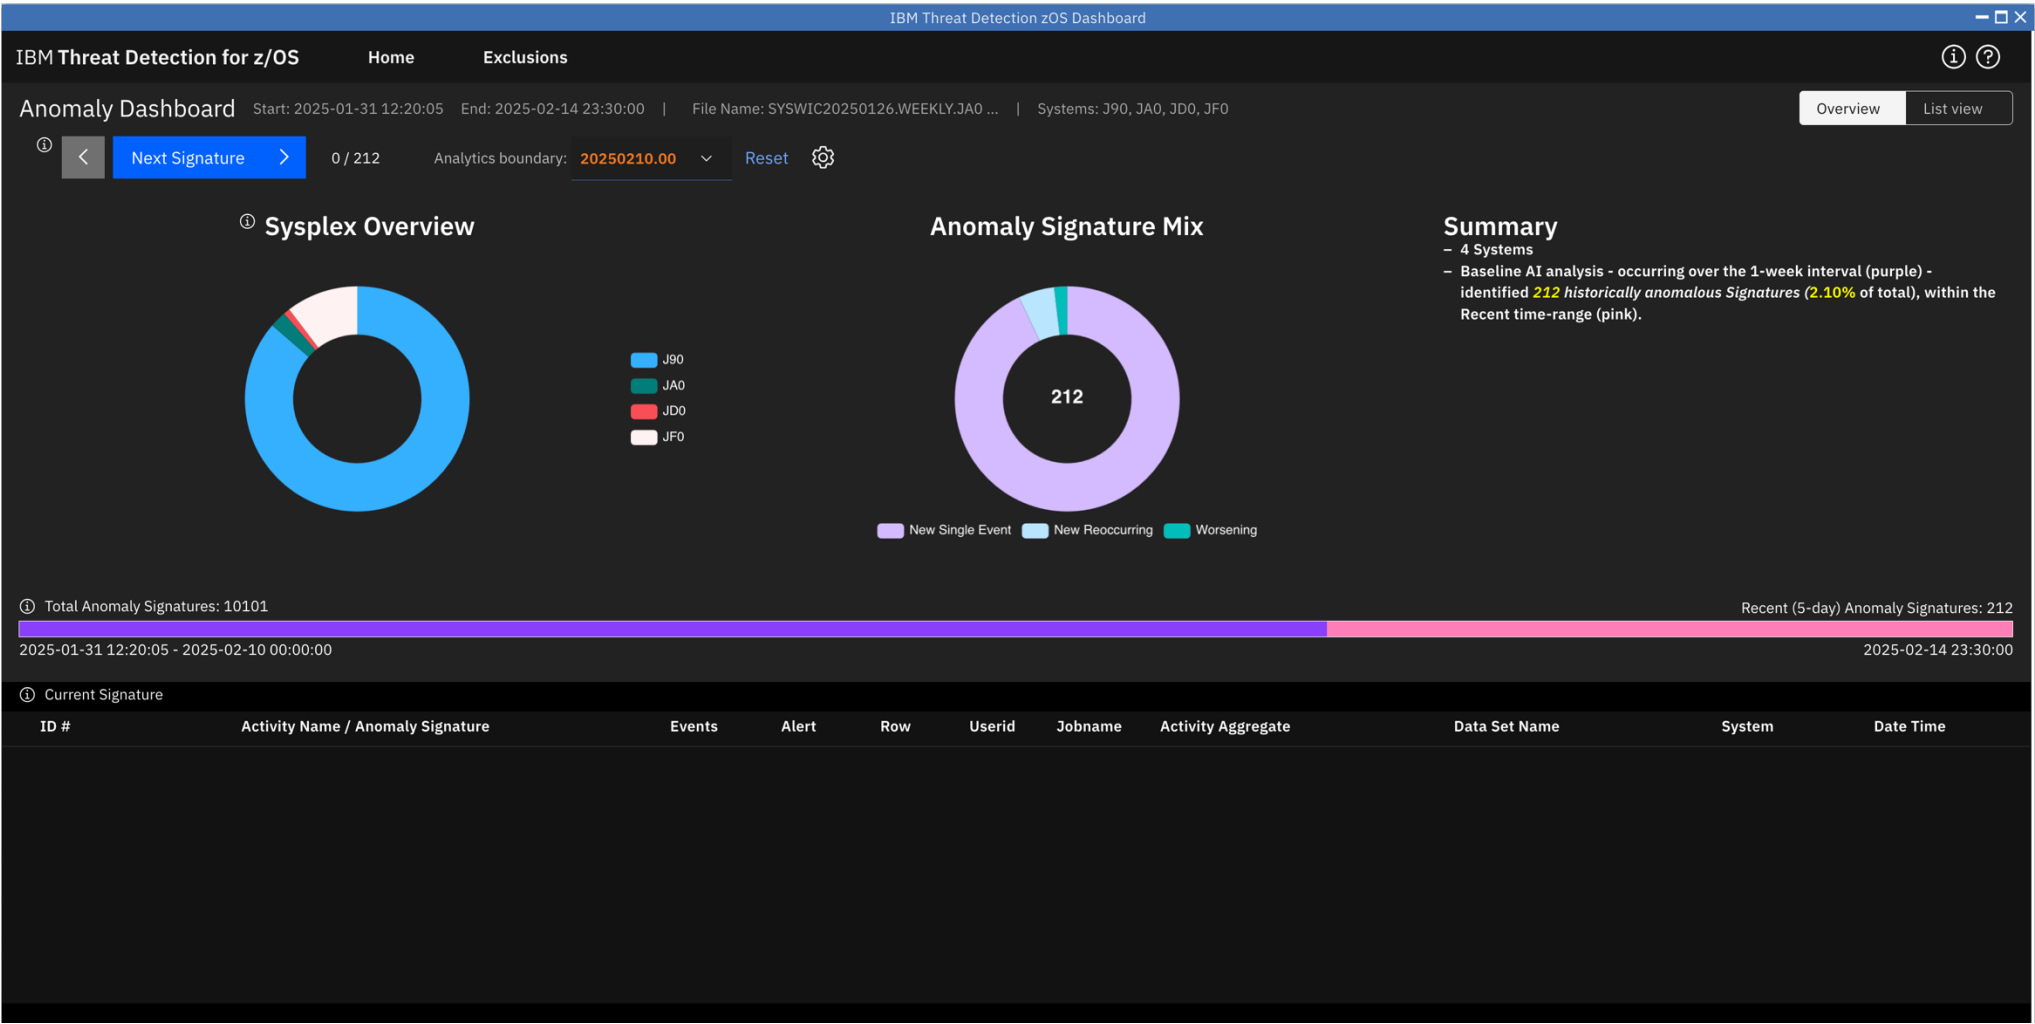 IBM Threat Detection zOS Dashboard
IBM Threat Detection for z/OS Home Exclusions
Anomaly Dashboard Start: 2025-01-31 12:20:05 End: 2025-02-14 23:30:00 | File Name: SYSWIC20250126.WEEKLY.JA0 ... | Systems: J90, JA0, JD0, JF0 Overview List view
Next Signature 0 / 212 Analytics boundary: 20250210.00 Reset
Sysplex Overview
J90
JA0
JD0
JF0
Anomaly Signature Mix
212
New Single Event New Reoccurring Worsening
Summary
– 4 Systems
– Baseline AI analysis - occurring over the 1-week interval (purple) -
identified 212 historically anomalous Signatures (2.10% of total), within the
Recent time-range (pink).
Total Anomaly Signatures: 10101 Recent (5-day) Anomaly Signatures: 212
2025-01-31 12:20:05 - 2025-02-10 00:00:00 2025-02-14 23:30:00
Current Signature
ID # Activity Name / Anomaly Signature Events Alert Row Userid Jobname Activity Aggregate Data Set Name System Date Time